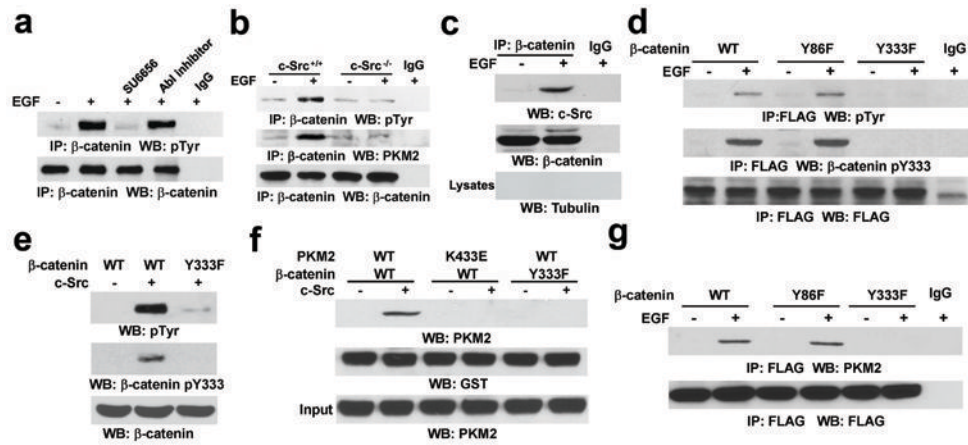 a
SU6656
Abl inhibitor
IgG
EGF - + + + +
IP: β-catenin WB: pTyr
IP: β-catenin WB: β-catenin
b
c-Src+/+ c-Src-/- IgG
EGF - + - + +
IP: β-catenin WB: pTyr
IP: β-catenin WB: PKM2
IP: β-catenin WB: β-catenin
c
IP: β-catenin IgG
EGF - + +
WB: c-Src
WB: β-catenin
Lysates
WB: Tubulin
d
β-catenin WT Y86F Y333F IgG
EGF - + - + - + +
IP:FLAG WB: pTyr
IP: FLAG WB: β-catenin pY333
IP: FLAG WB: FLAG
e
β-catenin WT WT Y333F
c-Src - + +
WB: pTyr
WB: β-catenin pY333
WB: β-catenin
f
PKM2 WT K433E WT
β-catenin WT WT Y333F
c-Src - + - + - +
WB: PKM2
WB: GST
Input
WB: PKM2
g
β-catenin WT Y86F Y333F IgG
EGF - + - + - + +
IP: FLAG WB: PKM2
IP: FLAG WB: FLAG